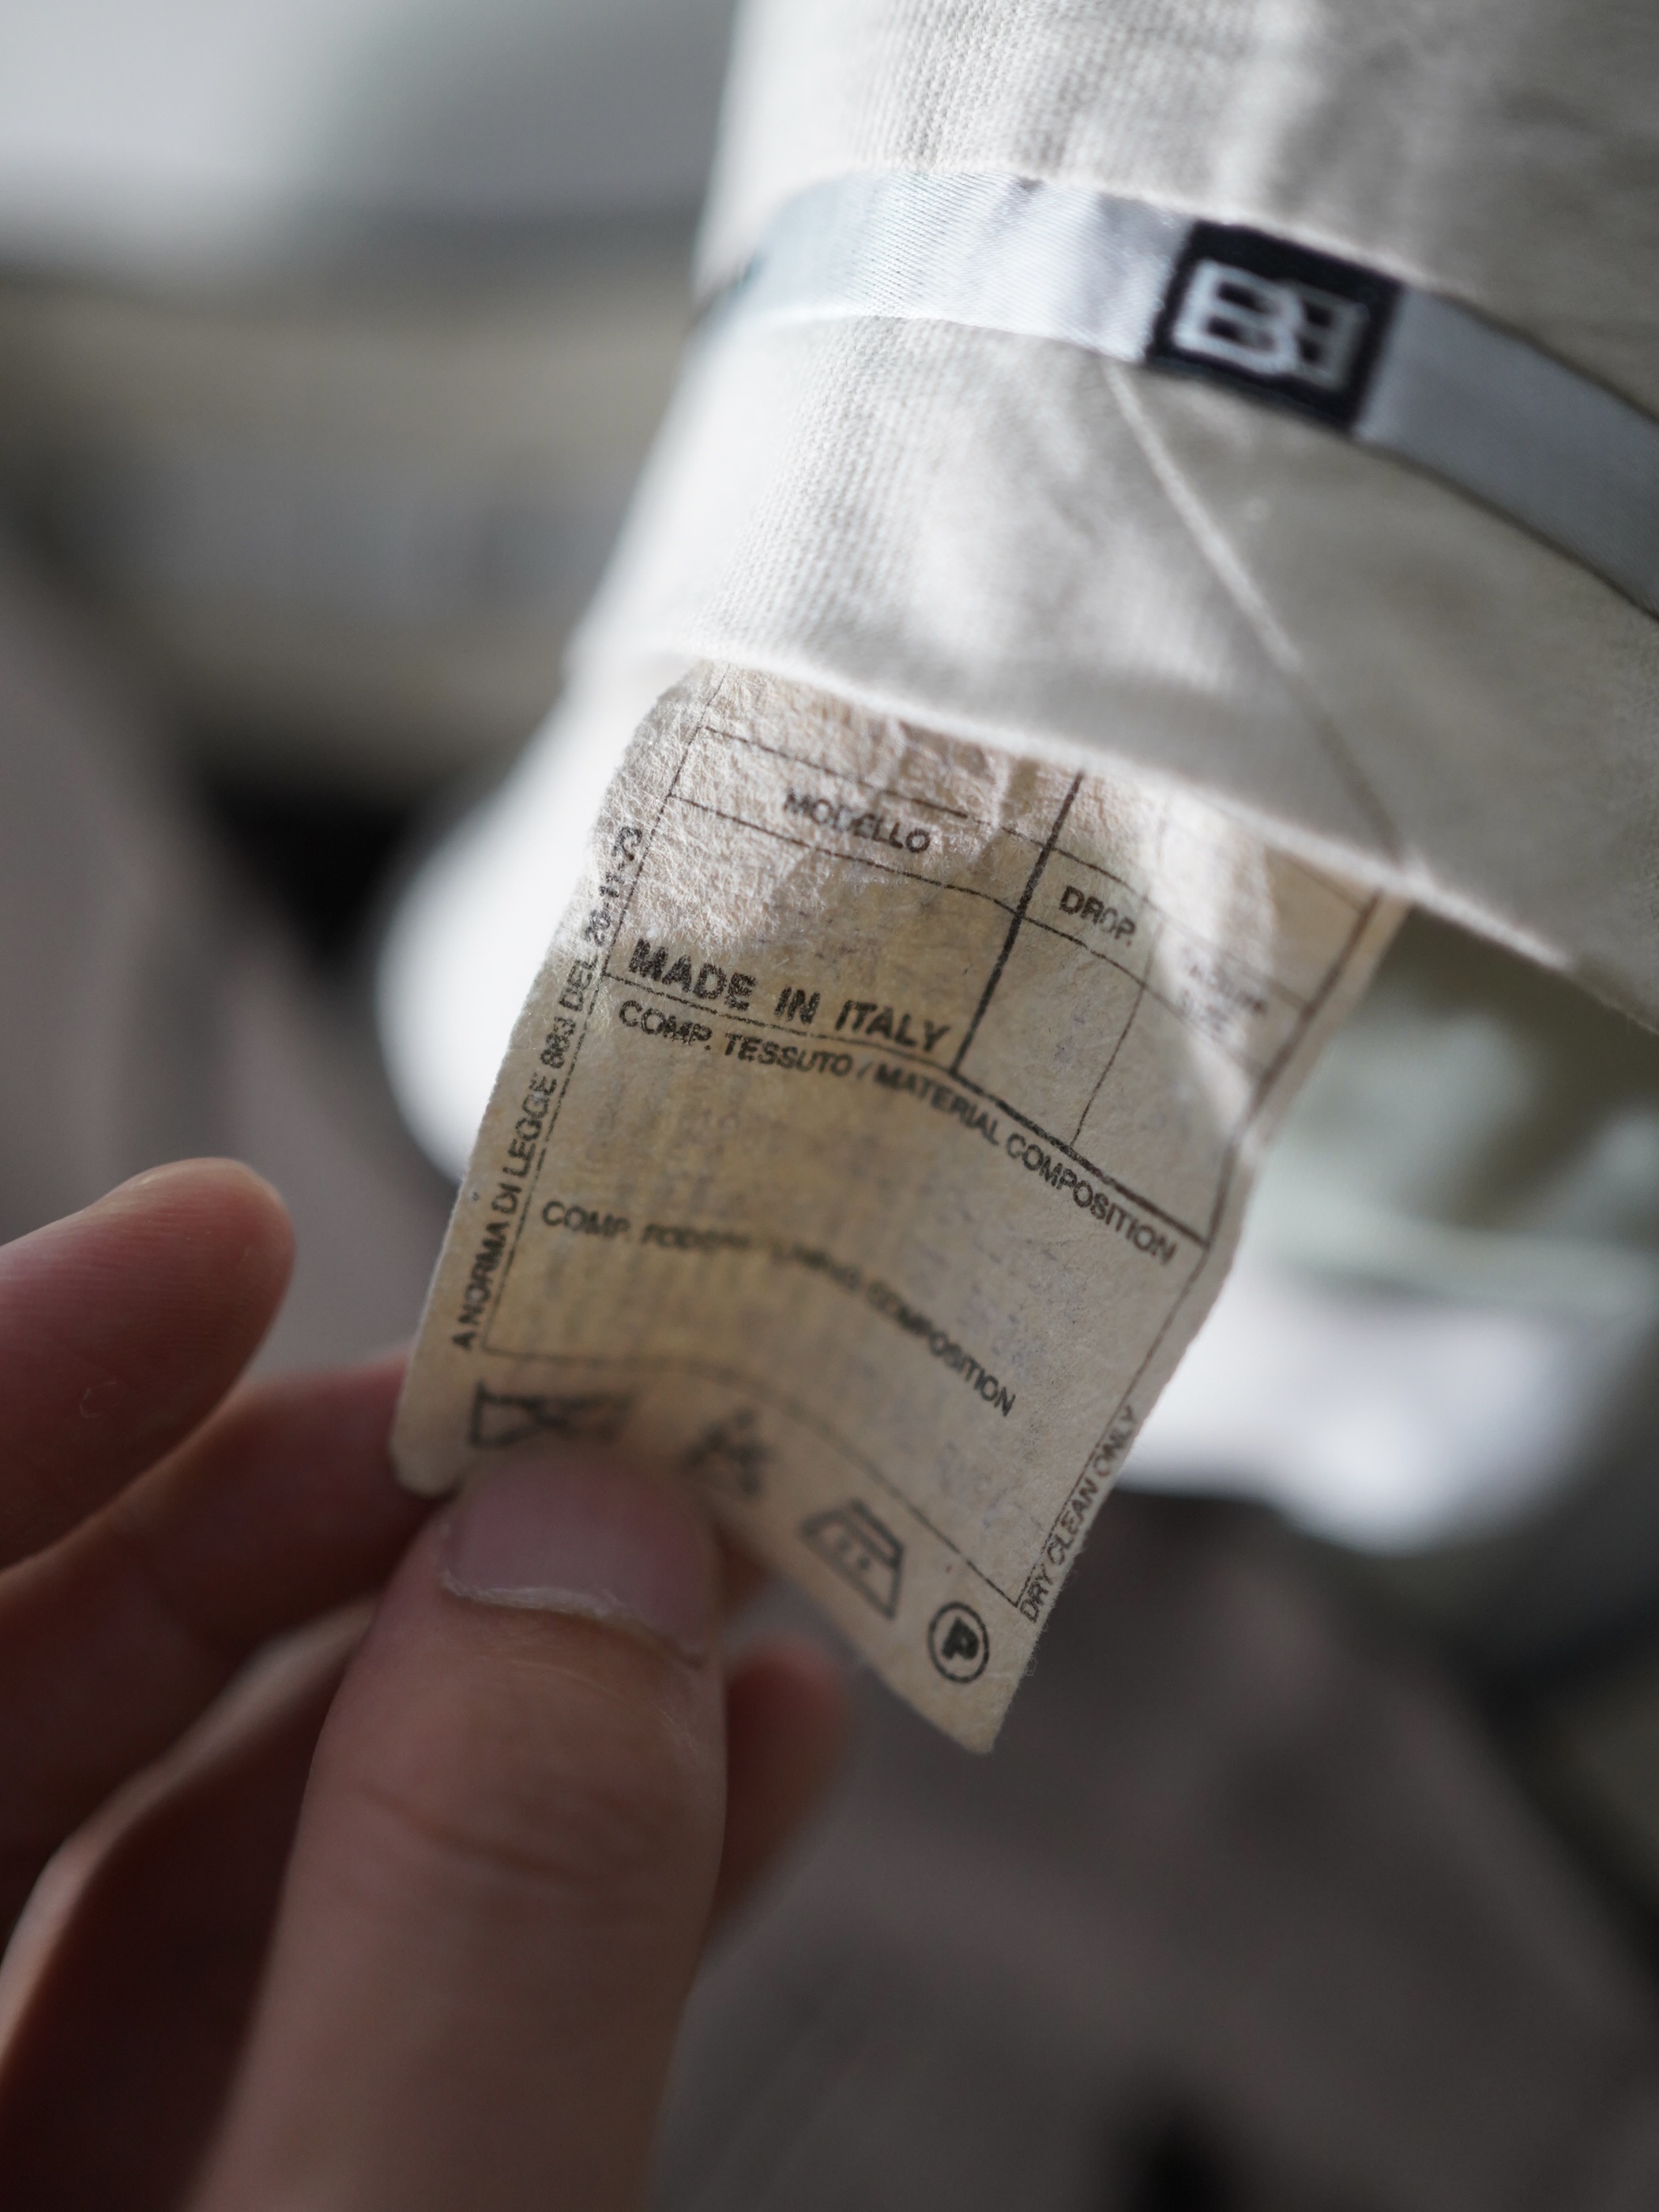 MODELLO
DROP.
MADE IN ITALY
COMP. TESSUTO / MATERIAL COMPOSITION
COMP. LINING COMPOSITION
A NORMA DI LEGGE 883 DEL 26-11-73
DRY CLEAN ONLY
P